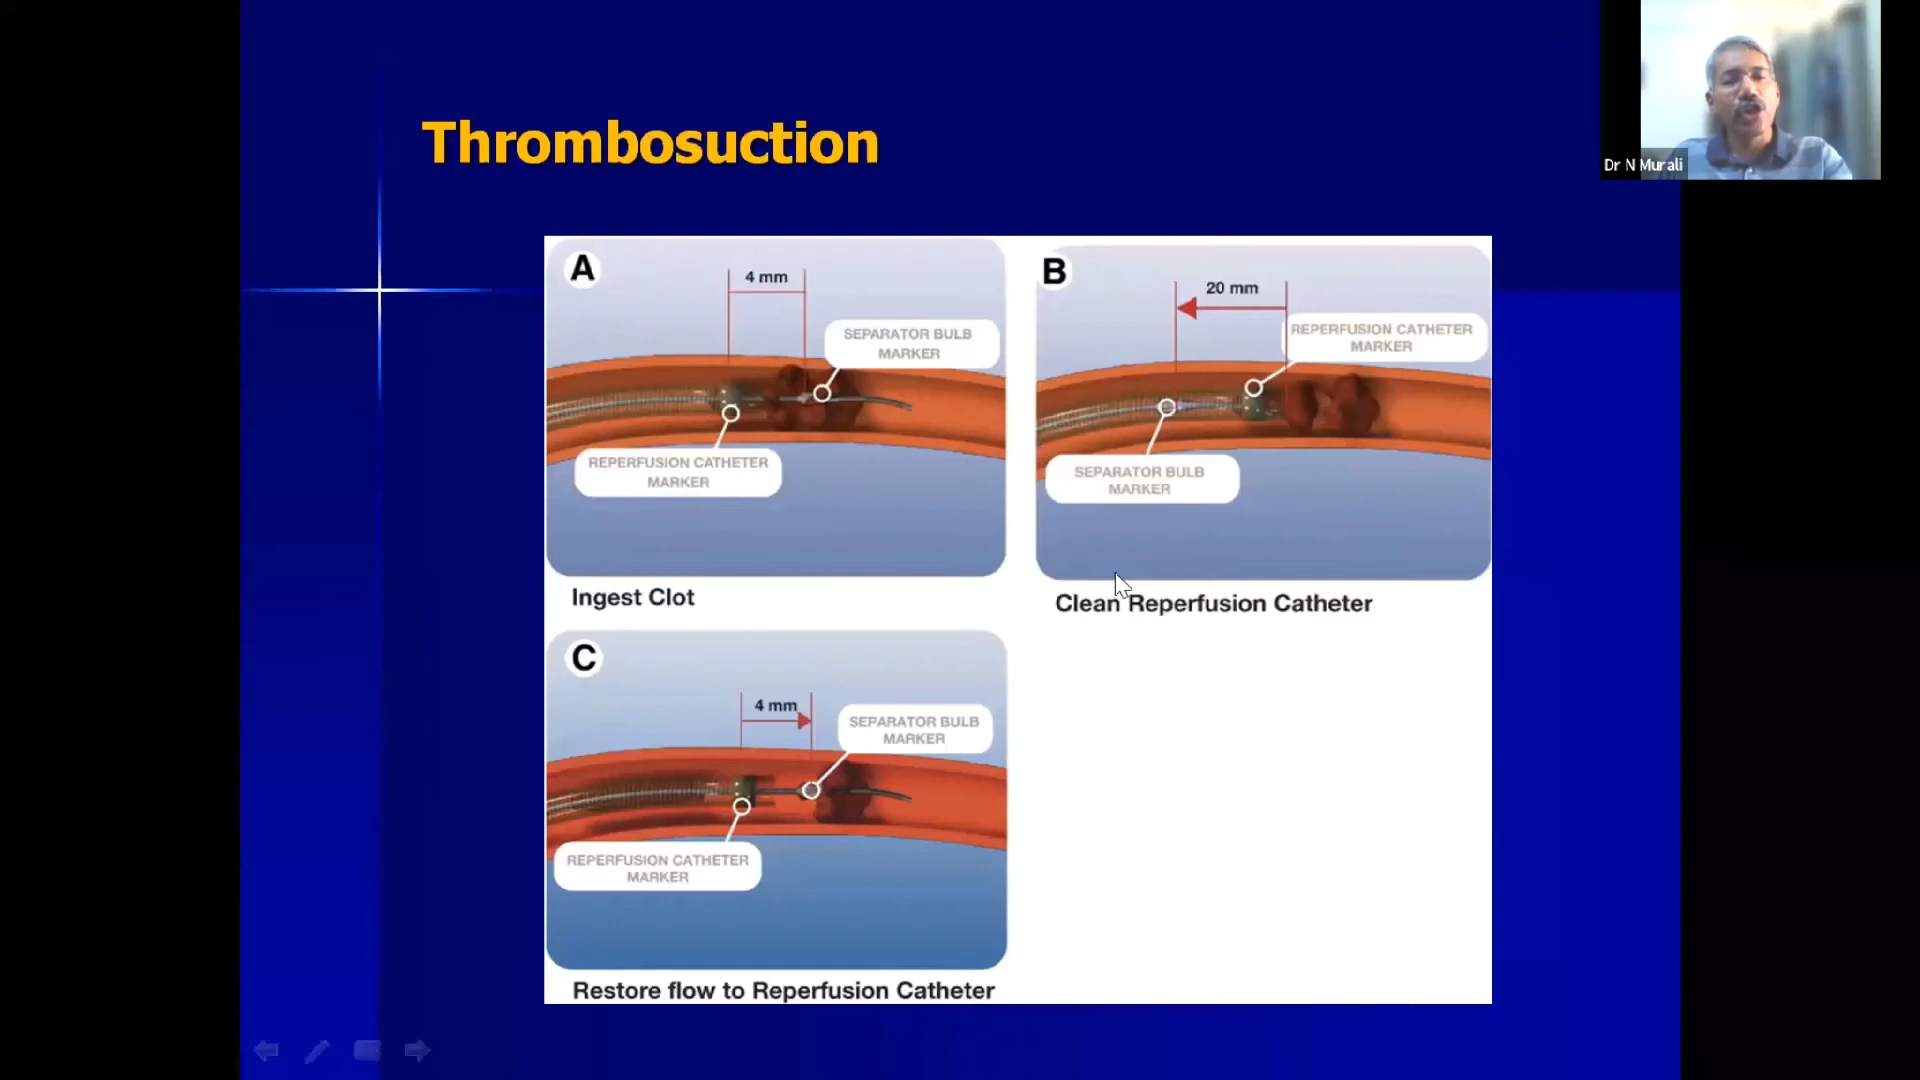 Thrombosuction
Dr N Murali
A
4 mm
SEPARATOR BULB
MARKER
REPERFUSION CATHETER
MARKER
Ingest Clot
B
20 mm
REPERFUSION CATHETER
MARKER
SEPARATOR BULB
MARKER
Clean Reperfusion Catheter
C
4 mm
SEPARATOR BULB
MARKER
REPERFUSION CATHETER
MARKER
Restore flow to Reperfusion Catheter